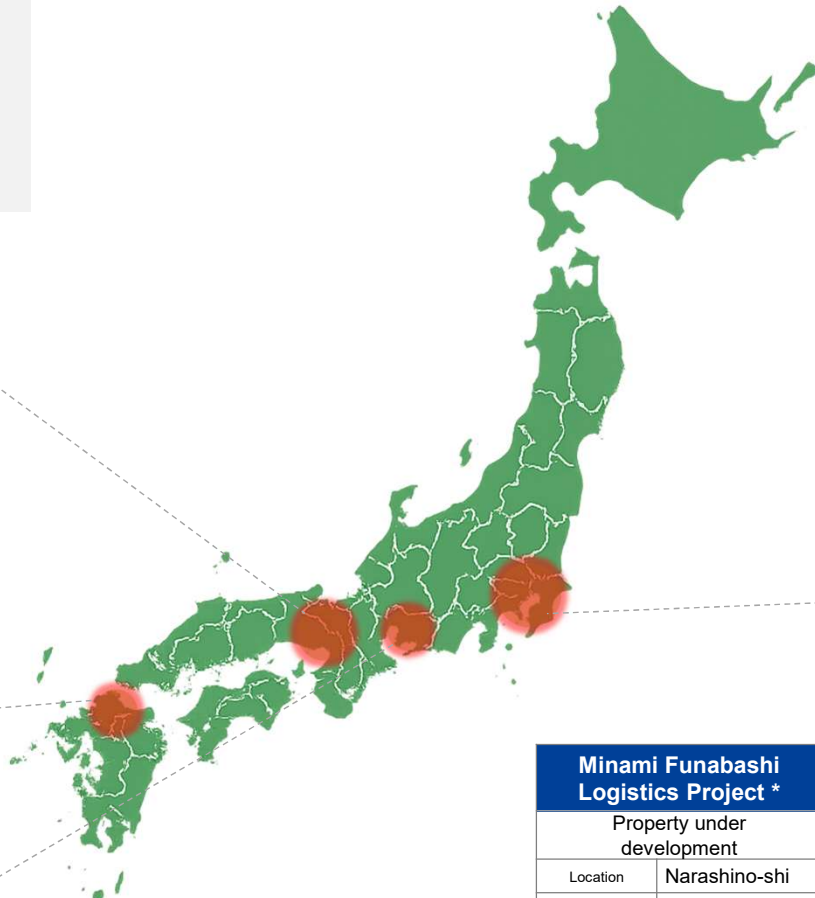 Minami Funabashi
Logistics Project *
Property under
development
Location Narashino-shi